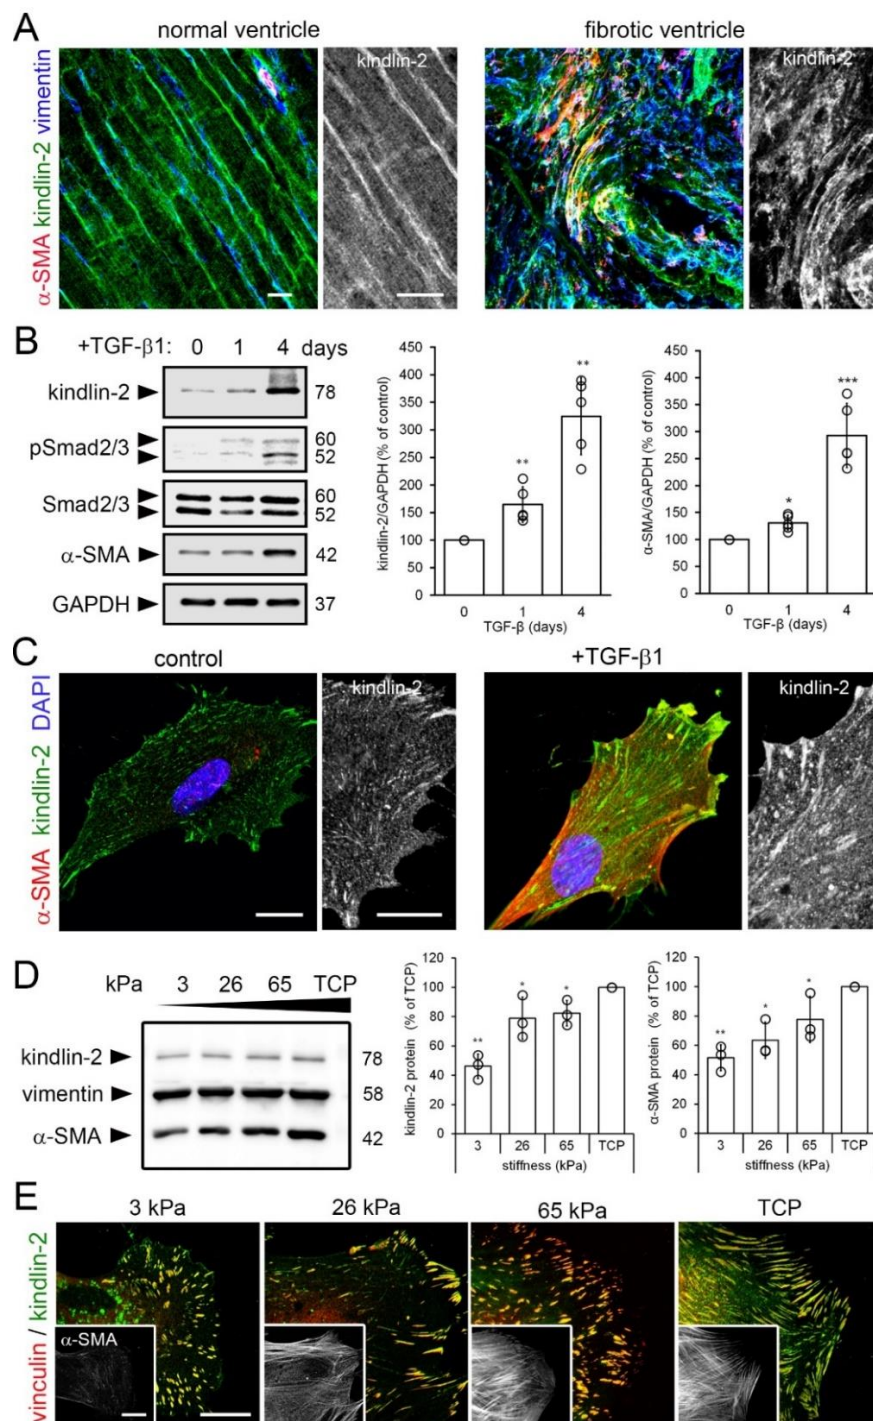 A
normal ventricle
fibrotic ventricle
α-SMA kindlin-2 vimentin
kindlin-2
kindlin-2
B
+TGF-β1: 0 1 4 days
kindlin-2 78
pSmad2/3 60
52
Smad2/3 60
52
α-SMA 42
GAPDH 37
kindlin-2/GAPDH (% of control)
450
400
350
300
250
200
150
100
50
0
**
**
0 1 4
TGF-β (days)
α-SMA/GAPDH (% of control)
450
400
350
300
250
200
150
100
50
0
*
***
0 1 4
TGF-β (days)
C
control
+TGF-β1
α-SMA kindlin-2 DAPI
kindlin-2
kindlin-2
D
kPa 3 26 65 TCP
kindlin-2 78
vimentin 58
α-SMA 42
kindlin-2 protein (% of TCP)
120
100
80
60
40
20
0
**
*
*
3 26 65 TCP
stiffness (kPa)
α-SMA protein (% of TCP)
120
100
80
60
40
20
0
**
*
*
3 26 65 TCP
stiffness (kPa)
E
3 kPa
26 kPa
65 kPa
TCP
vinculin / kindlin-2
α-SMA